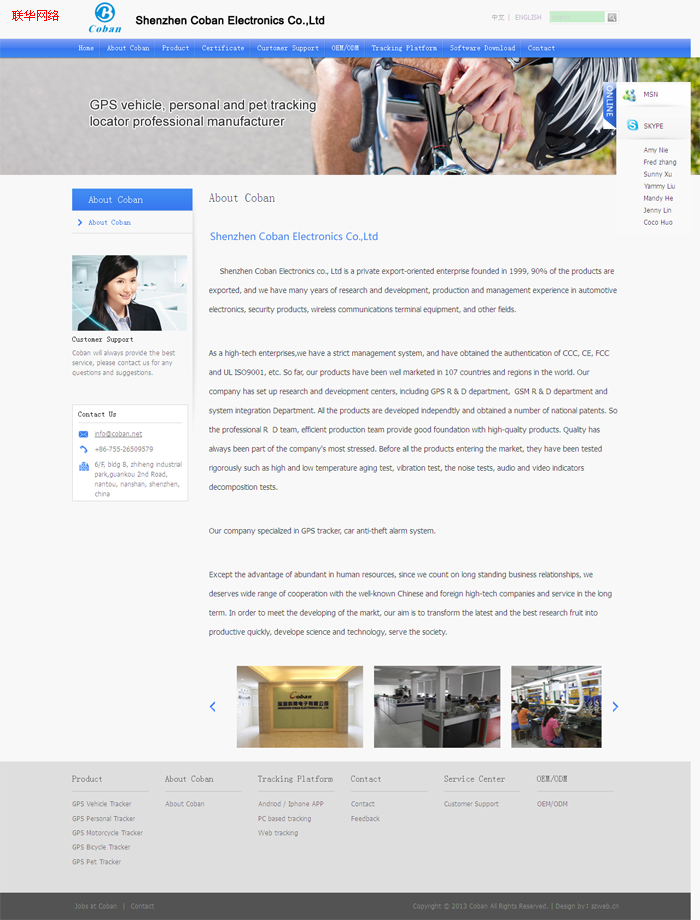 联华网络
Coban
Shenzhen Coban Electronics Co.,Ltd
中文 | ENGLISH
Home
About Coban
Product
Certificate
Customer Support
OEM/ODM
Tracking Platform
Software Download
Contact
GPS vehicle, personal and pet tracking
locator professional manufacturer
ONLINE
MSN
SKYPE
Amy Nie
Fred zhang
Sunny Xu
Yammy Liu
Mandy He
Jenny Lin
Coco Huo
About Coban
About Coban
Customer Support
Coban will always provide the best
service, please contact us for any
questions and suggestions.
Contact Us
info@coban.net
+86-755-26509579
6/F, bldg B, zhiheng industrial
park,guankou 2nd Road,
nantou, nanshan, shenzhen,
china
About Coban
Shenzhen Coban Electronics Co.,Ltd
Shenzhen Coban Electronics co., Ltd is a private export-oriented enterprise founded in 1999, 90% of the products are
exported, and we have many years of research and development, production and management experience in automotive
electronics, security products, wireless communications terminal equipment, and other fields.
As a high-tech enterprises,we have a strict management system, and have obtained the authentication of CCC, CE, FCC
and UL ISO9001, etc. So far, our products have been well marketed in 107 countries and regions in the world. Our
company has set up research and development centers, including GPS R & D department, GSM R & D department and
system integration Department. All the products are developed independtly and obtained a number of national patents. So
the professional R D team, efficient production team provide good foundation with high-quality products. Quality has
always been part of the company's most stressed. Before all the products entering the market, they have been tested
rigorously such as high and low temperature aging test, vibration test, the noise tests, audio and video indicators
decomposition tests.
Our company specialized in GPS tracker, car anti-theft alarm system.
Except the advantage of abundant in human resources, since we count on long standing business relationships, we
deserves wide range of cooperation with the well-known Chinese and foreign high-tech companies and service in the long
term. In order to meet the developing of the markt, our aim is to transform the latest and the best research fruit into
productive quickly, develope science and technology, serve the society.
Product
GPS Vehicle Tracker
GPS Personal Tracker
GPS Motorcycle Tracker
GPS Bicycle Tracker
GPS Pet Tracker
About Coban
About Coban
Tracking Platform
Andriod / Iphone APP
PC based tracking
Web tracking
Contact
Contact
Feedback
Service Center
Customer Support
OEM/ODM
OEM/ODM
Jobs at Coban | Contact
Copyright © 2013 Coban All Rights Reserved. | Design by: szweb.cn